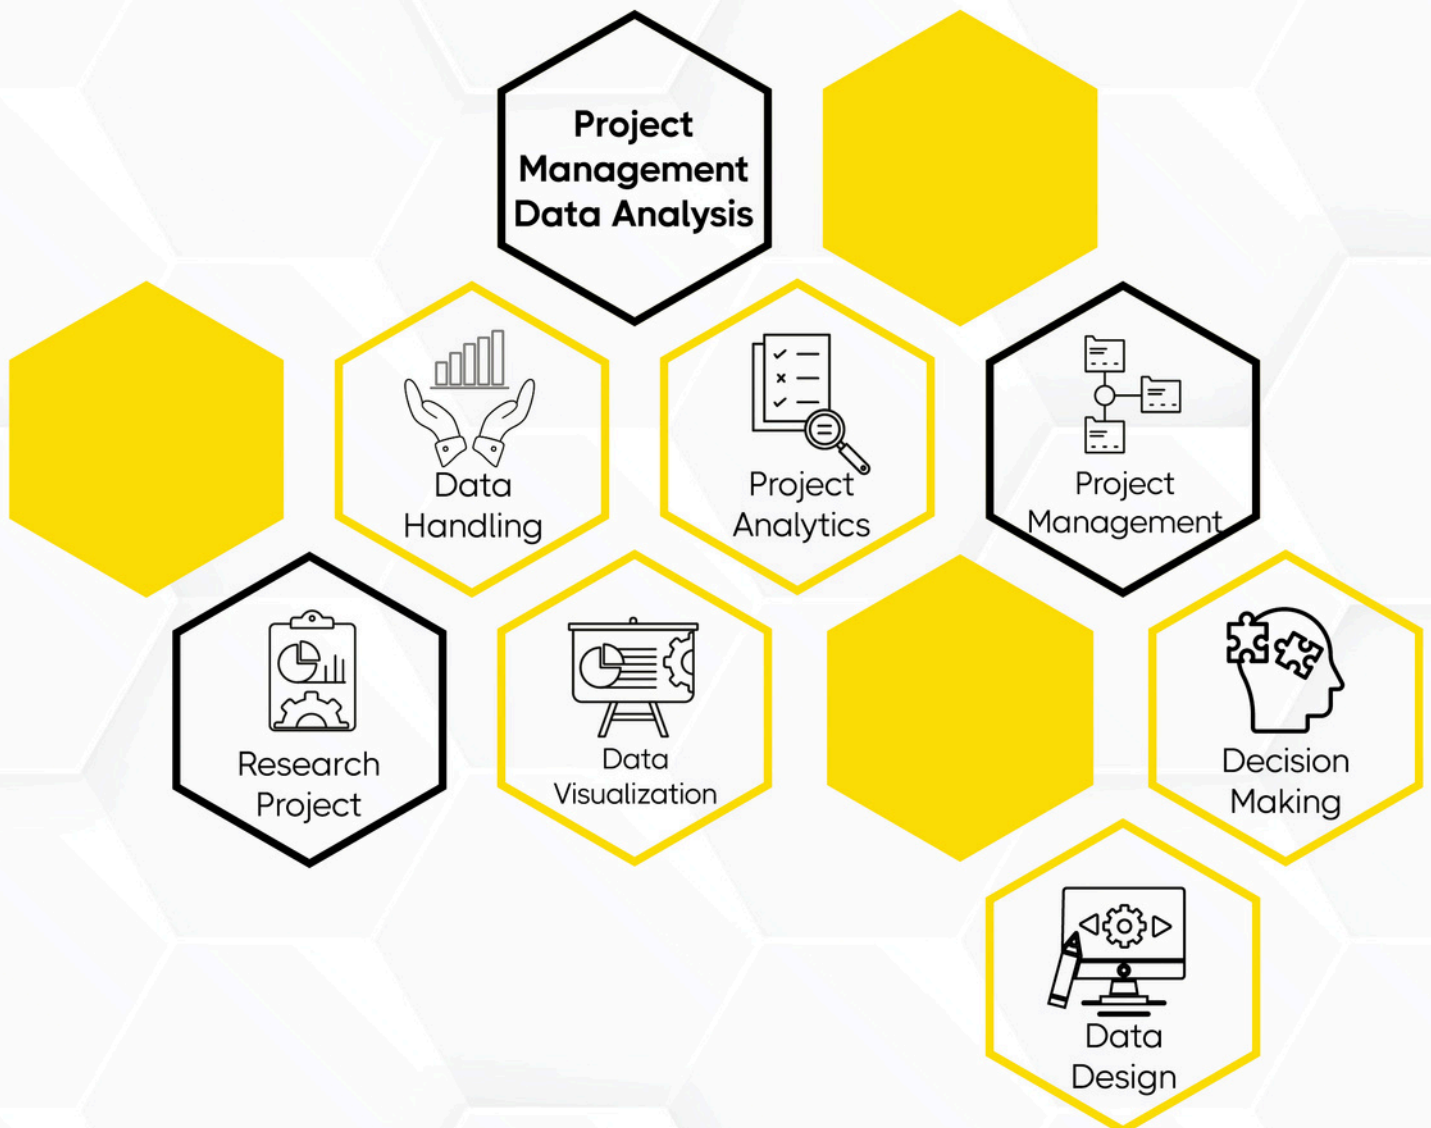 Project
Management
Data Analysis
Data
Handling
Project
Analytics
Project
Management
Research
Project
Data
Visualization
Decision
Making
Data
Design